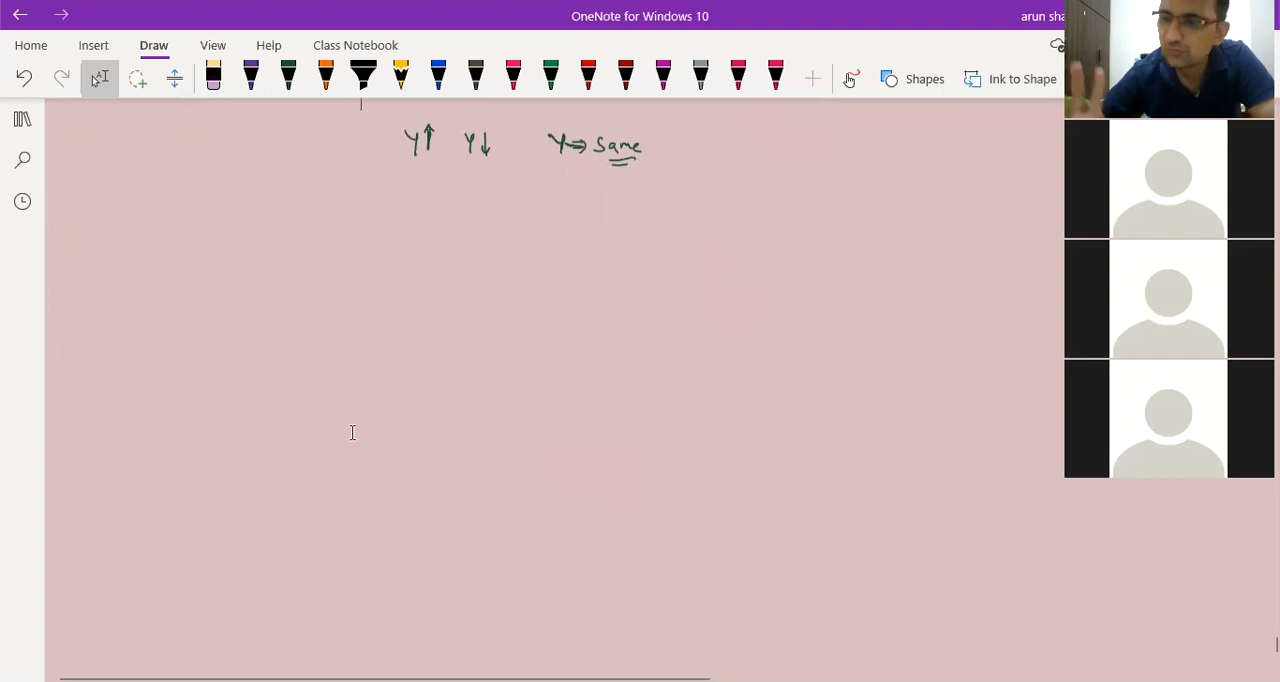 OneNote for Windows 10
arun sha
Home Insert Draw View Help Class Notebook
Shapes Ink to Shape
Y↑ Y↓ Y⇒ Same